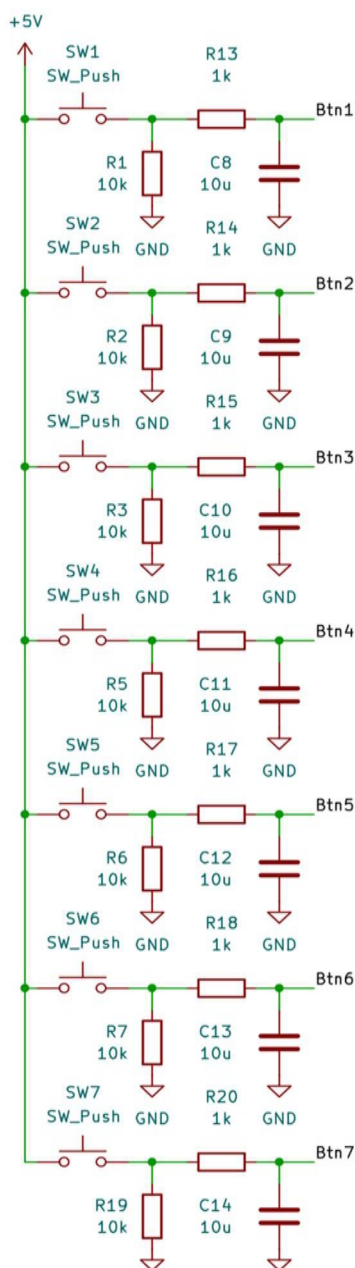 +5V
SW1
SW_Push
R13
1k
Btn1
R1
10k
C8
10u
GND
GND
SW2
SW_Push
R14
1k
Btn2
R2
10k
C9
10u
GND
GND
SW3
SW_Push
R15
1k
Btn3
R3
10k
C10
10u
GND
GND
SW4
SW_Push
R16
1k
Btn4
R5
10k
C11
10u
GND
GND
SW5
SW_Push
R17
1k
Btn5
R6
10k
C12
10u
GND
GND
SW6
SW_Push
R18
1k
Btn6
R7
10k
C13
10u
GND
GND
SW7
SW_Push
R20
1k
Btn7
R19
10k
C14
10u